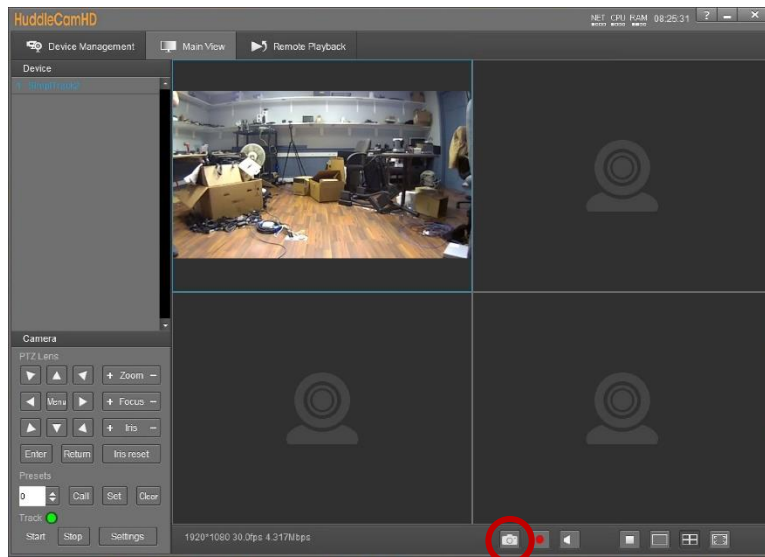 HuddleCamHD
NET CPU RAM 08:25:31 ? – ×
Device Management Main View Remote Playback
Device
Camera
PTZ Lens
+ Zoom −
Menu + Focus −
+ Iris −
Enter Return Iris reset
Presets
0 Call Set Clear
Track
Start Stop Settings
1920*1080 30.0fps 4.317Mbps